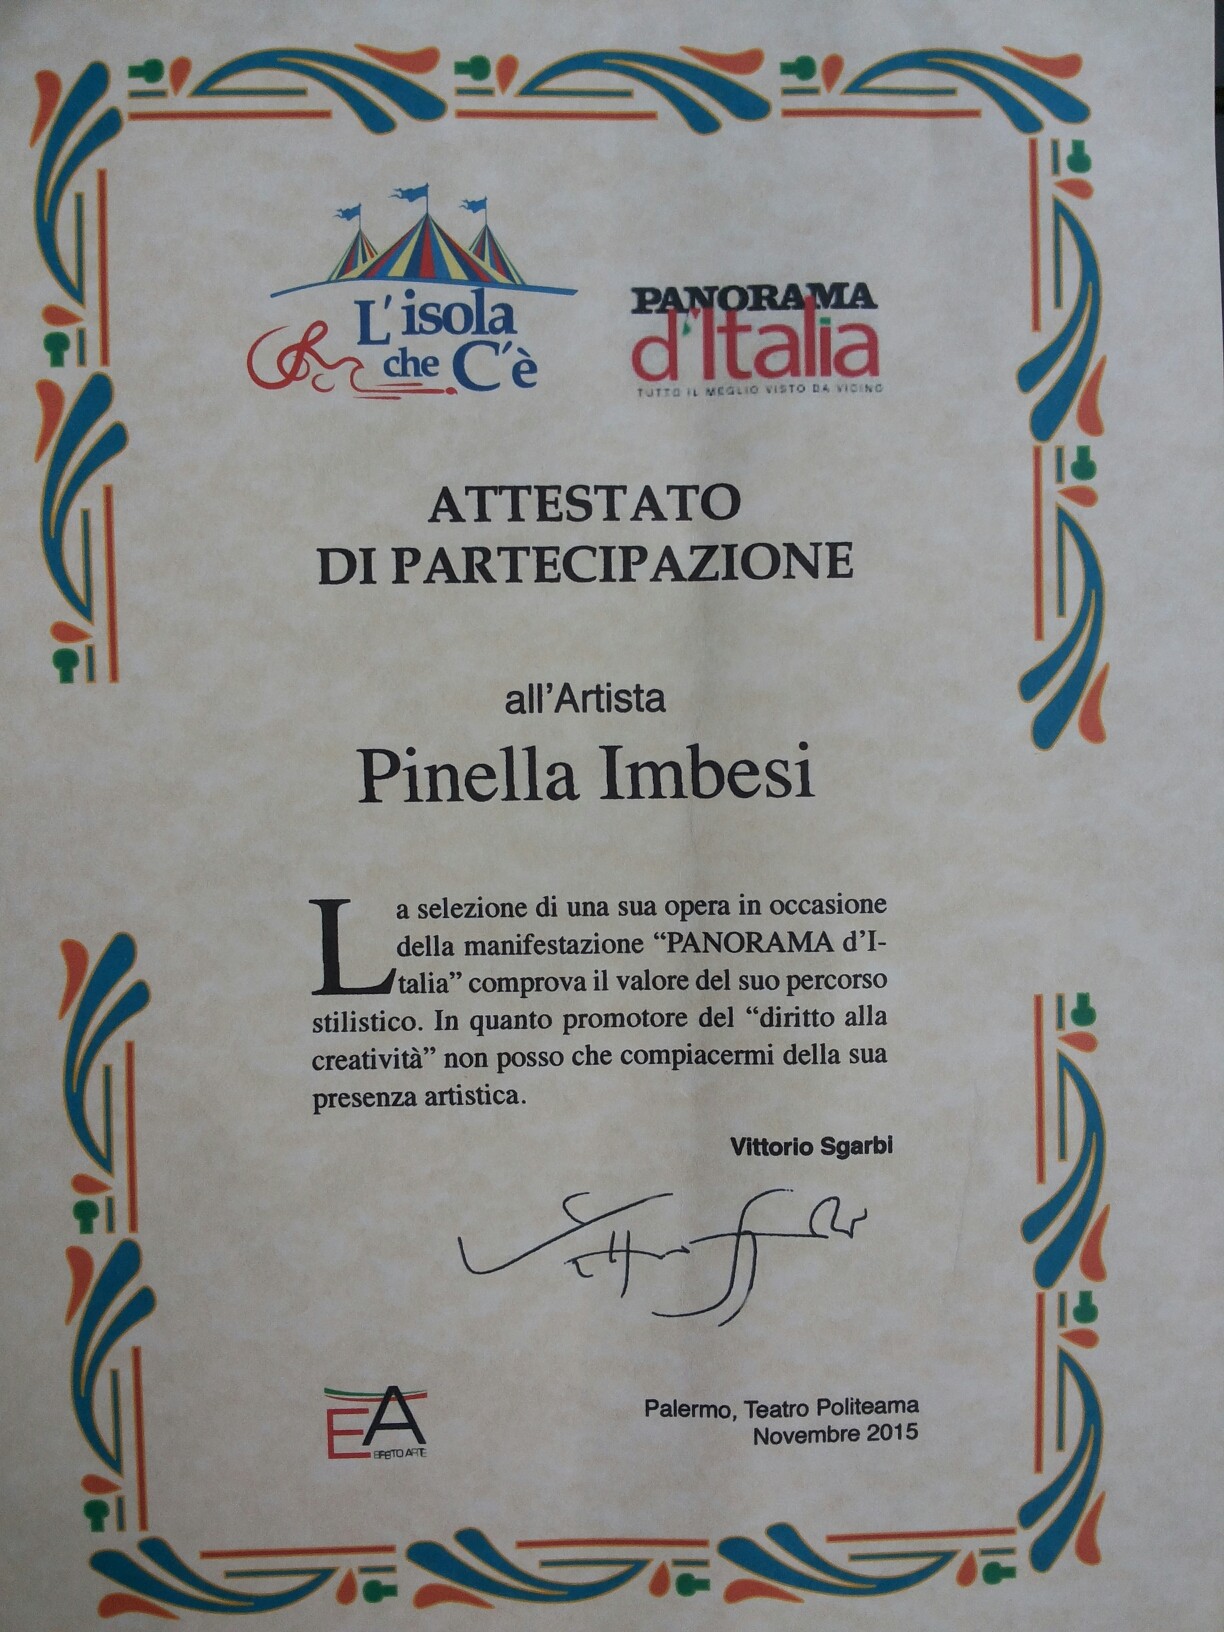 L'isola
che C'è
PANORAMA
d'Italia
TUTTO IL MEGLIO VISTO DA VICINO
ATTESTATO
DI PARTECIPAZIONE
all'Artista
Pinella Imbesi
La selezione di una sua opera in occasione
della manifestazione “PANORAMA d'I-
talia” comprova il valore del suo percorso
stilistico. In quanto promotore del “diritto alla
creatività” non posso che compiacermi della sua
presenza artistica.
Vittorio Sgarbi
EA
EFFETTO ARTE
Palermo, Teatro Politeama
Novembre 2015